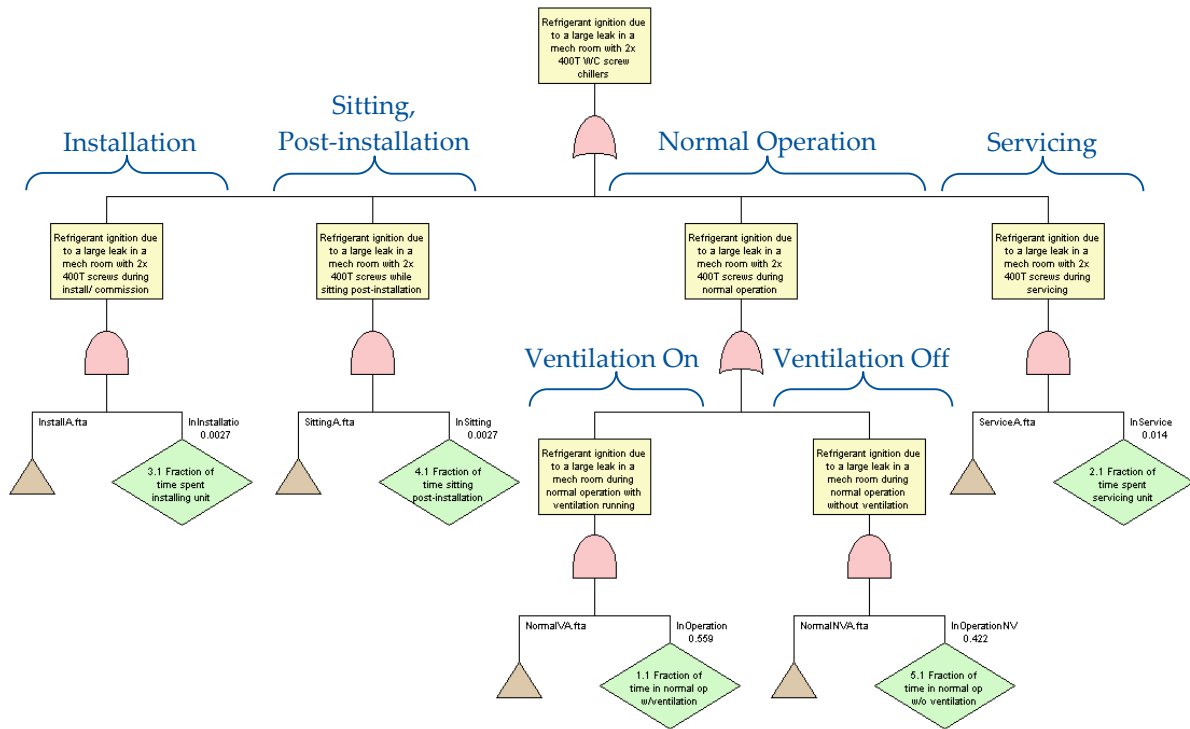 Refrigerant ignition due
to a large leak in a
mech room with 2x
400T WC screw
chillers
Installation
Sitting,
Post-installation
Normal Operation
Servicing
Refrigerant ignition due
to a large leak in a
mech room with 2x
400T screws during
install/ commission
Refrigerant ignition due
to a large leak in a
mech room with 2x
400T screws while
sitting post-installation
Refrigerant ignition due
to a large leak in a
mech room with 2x
400T screws during
normal operation
Refrigerant ignition due
to a large leak in a
mech room with 2x
400T screws during
servicing
Ventilation On
Ventilation Off
InstallA.fta
InInstallatio
0.0027
3.1 Fraction of
time spent
installing unit
SittingA.fta
InSitting
0.0027
4.1 Fraction of
time sitting
post-installation
Refrigerant ignition due
to a large leak in a
mech room during
normal operation with
ventilation running
Refrigerant ignition due
to a large leak in a
mech room during
normal operation
without ventilation
ServiceA.fta
InService
0.014
2.1 Fraction of
time spent
servicing unit
NormalVA.fta
InOperation
0.559
1.1 Fraction of
time in normal op
w/ventilation
NormalNVA.fta
InOperationNV
0.422
5.1 Fraction of
time in normal op
w/o ventilation